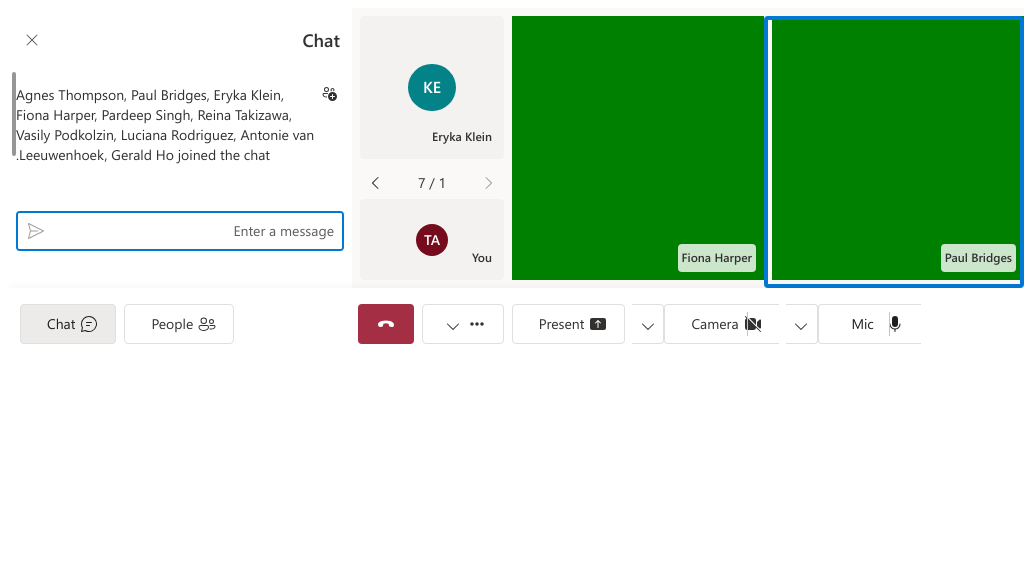 Chat
Agnes Thompson, Paul Bridges, Eryka Klein,
Fiona Harper, Pardeep Singh, Reina Takizawa,
Vasily Podkolzin, Luciana Rodriguez, Antonie van
.Leeuwenhoek, Gerald Ho joined the chat
Enter a message
KE
Eryka Klein
7 / 1
TA
You
Fiona Harper
Paul Bridges
Chat
People
Present
Camera
Mic